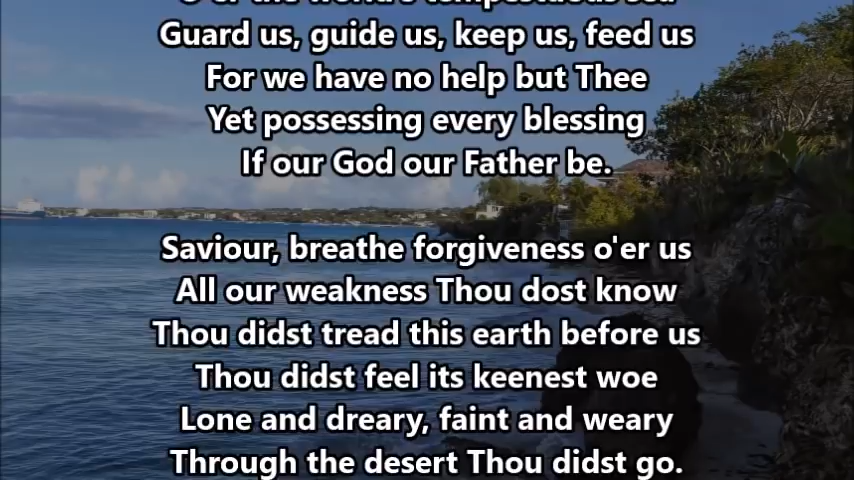 O'er the world's tempestuous sea
Guard us, guide us, keep us, feed us
For we have no help but Thee
Yet possessing every blessing
If our God our Father be.
Saviour, breathe forgiveness o'er us
All our weakness Thou dost know
Thou didst tread this earth before us
Thou didst feel its keenest woe
Lone and dreary, faint and weary
Through the desert Thou didst go.